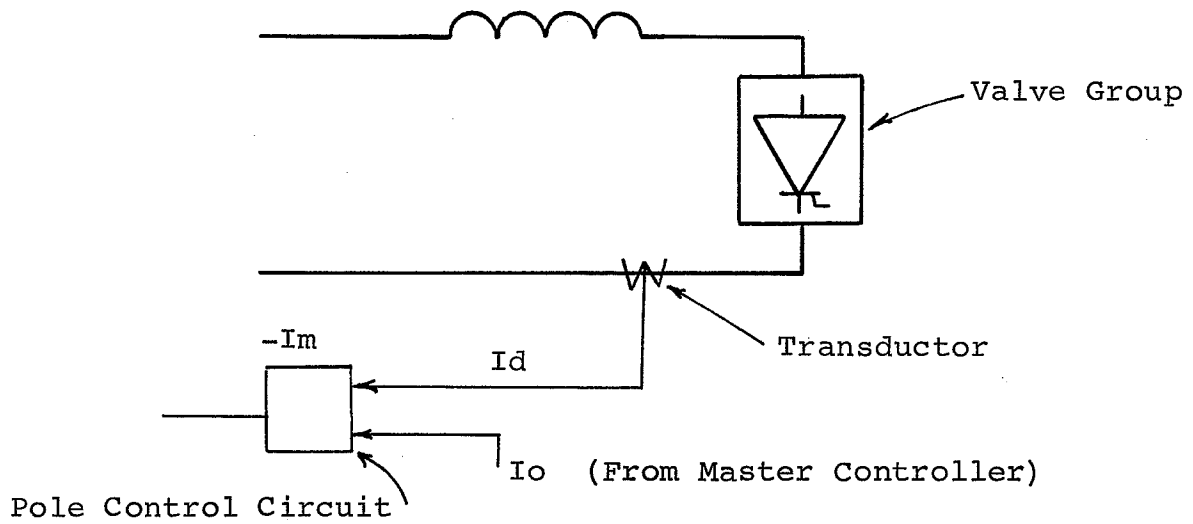 Valve Group
Transductor
-Im
Id
Io (From Master Controller)
Pole Control Circuit